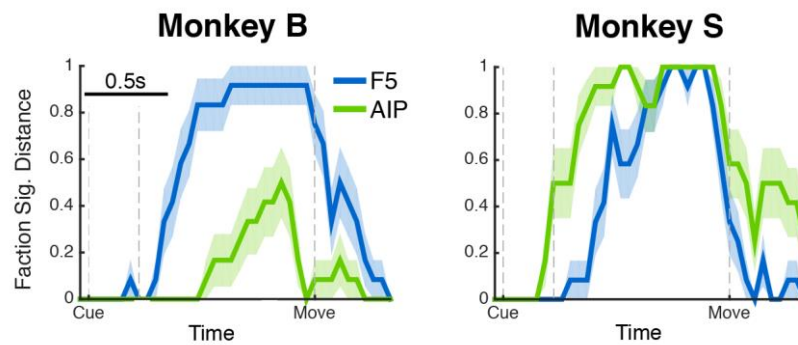 Monkey B
Monkey S
Faction Sig. Distance
1
0.8
0.6
0.4
0.2
0
0.5s
F5
AIP
Cue
Move
Time
1
0.8
0.6
0.4
0.2
0
Cue
Move
Time